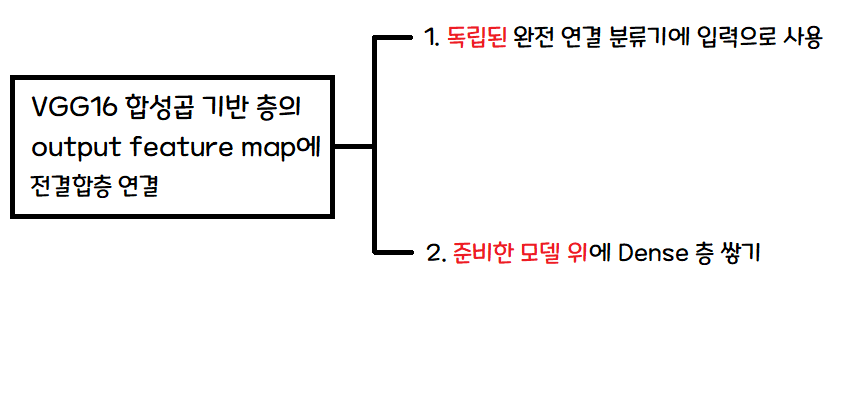 VGG16 합성곱 기반 층의
output feature map에
전결합층 연결
1. 독립된 완전 연결 분류기에 입력으로 사용
2. 준비한 모델 위에 Dense 층 쌓기